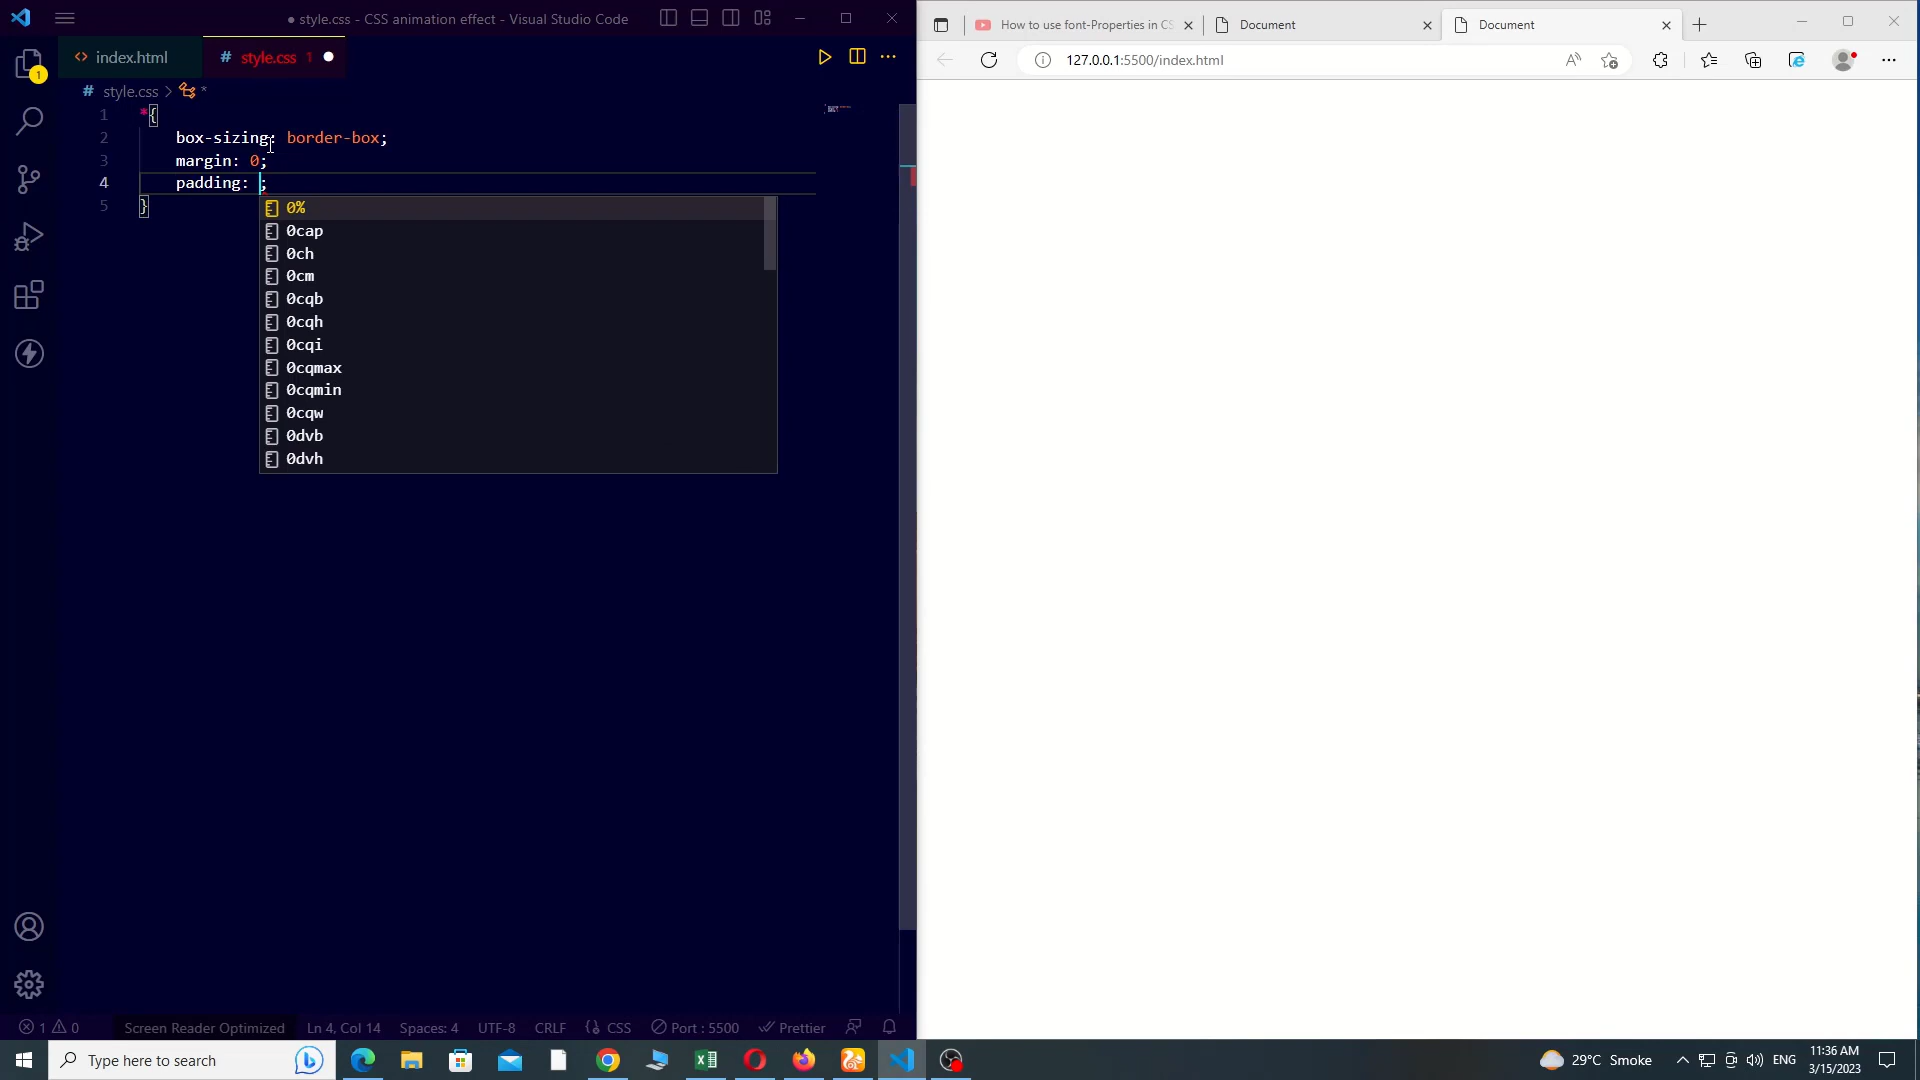 ● style.css - CSS animation effect - Visual Studio Code
index.html
# style.css 1
# style.css > *
1 *{
2 box-sizing: border-box;
3 margin: 0;
4 padding: ;
5 }
0%
0cap
0ch
0cm
0cqb
0cqh
0cqi
0cqmax
0cqmin
0cqw
0dvb
0dvh
1
1 0
Screen Reader Optimized
Ln 4, Col 14
Spaces: 4
UTF-8
CRLF
{} CSS
Port : 5500
Prettier
How to use font-Properties in CS
Document
Document
127.0.0.1:5500/index.html
Type here to search
29°C Smoke
ENG
11:36 AM
3/15/2023